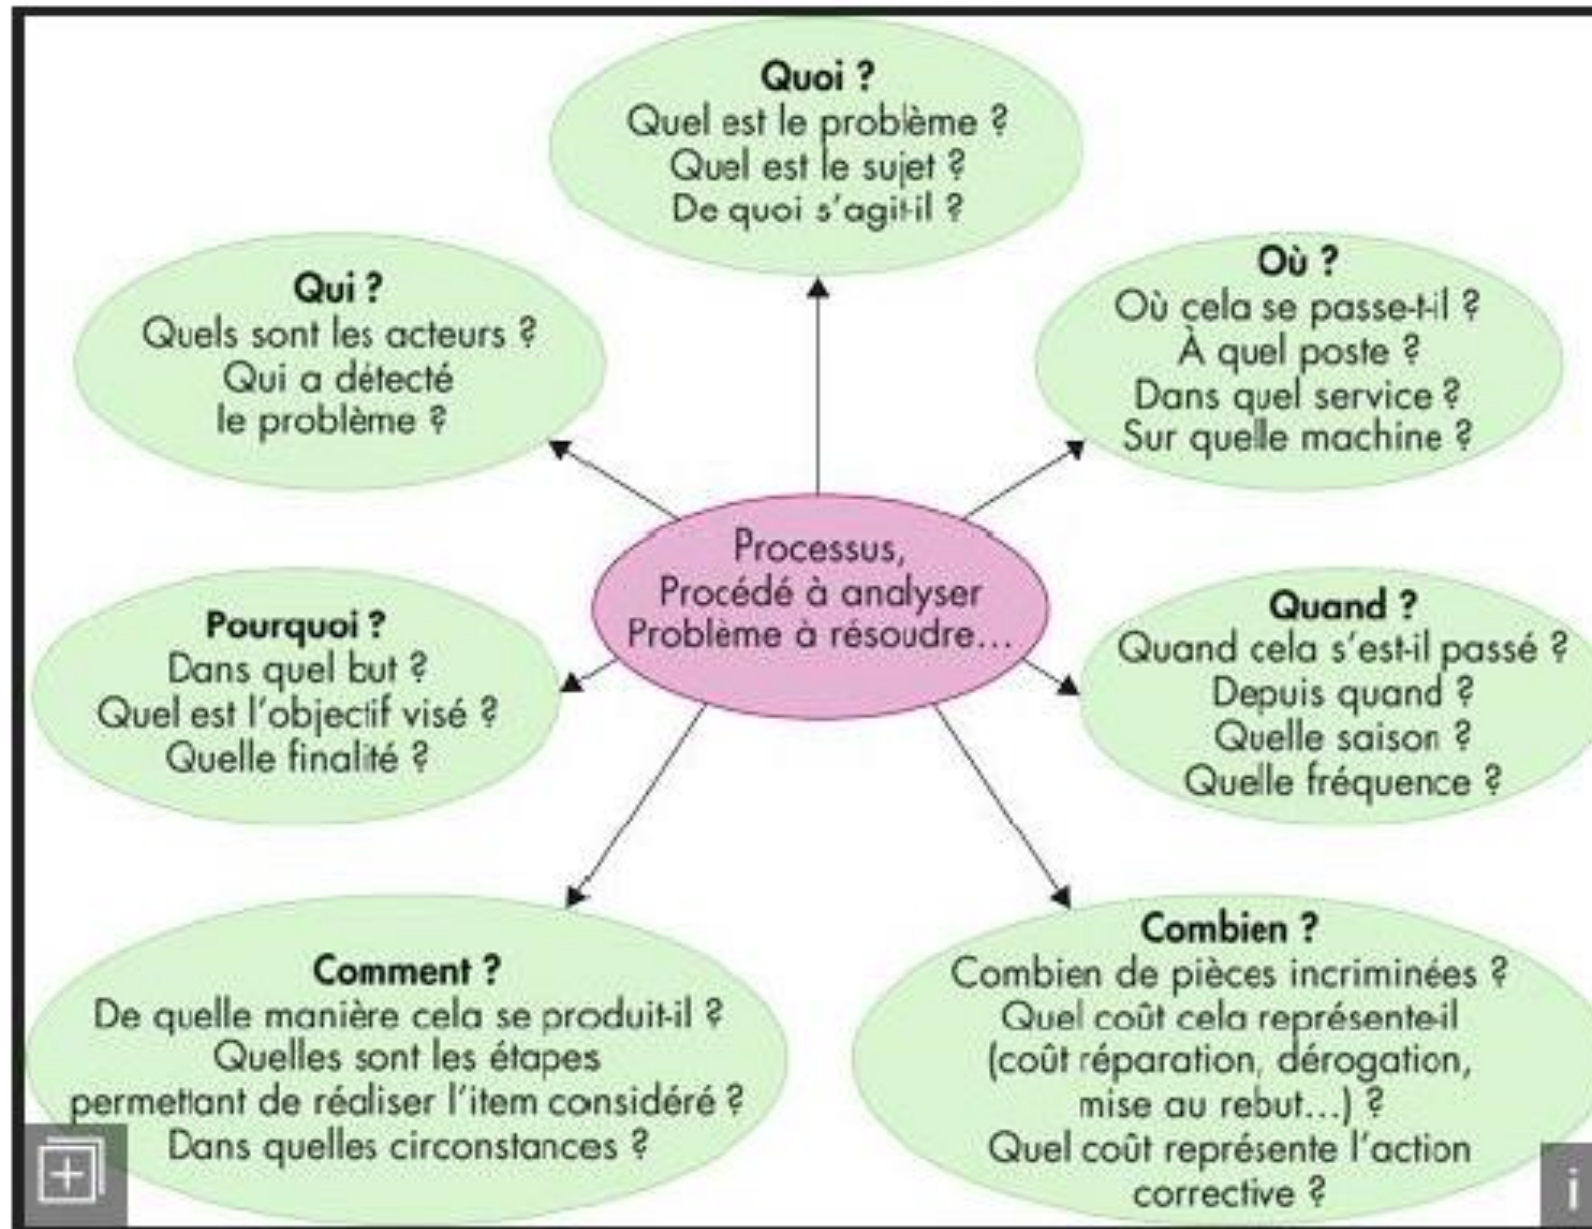 Quoi ?
Quel est le problème ?
Quel est le sujet ?
De quoi s'agit-il ?
Qui ?
Quels sont les acteurs ?
Qui a détecté
le problème ?
Où ?
Où cela se passe-t-il ?
À quel poste ?
Dans quel service ?
Sur quelle machine ?
Processus,
Procédé à analyser
Problème à résoudre...
Pourquoi ?
Dans quel but ?
Quel est l'objectif visé ?
Quelle finalité ?
Quand ?
Quand cela s'est-il passé ?
Depuis quand ?
Quelle saison ?
Quelle fréquence ?
Comment ?
De quelle manière cela se produit-il ?
Quelles sont les étapes
permettant de réaliser l'item considéré ?
Dans quelles circonstances ?
Combien ?
Combien de pièces incriminées ?
Quel coût cela représente-il
(coût réparation, dérogation,
mise au rebut...) ?
Quel coût représente l'action
corrective ?
i